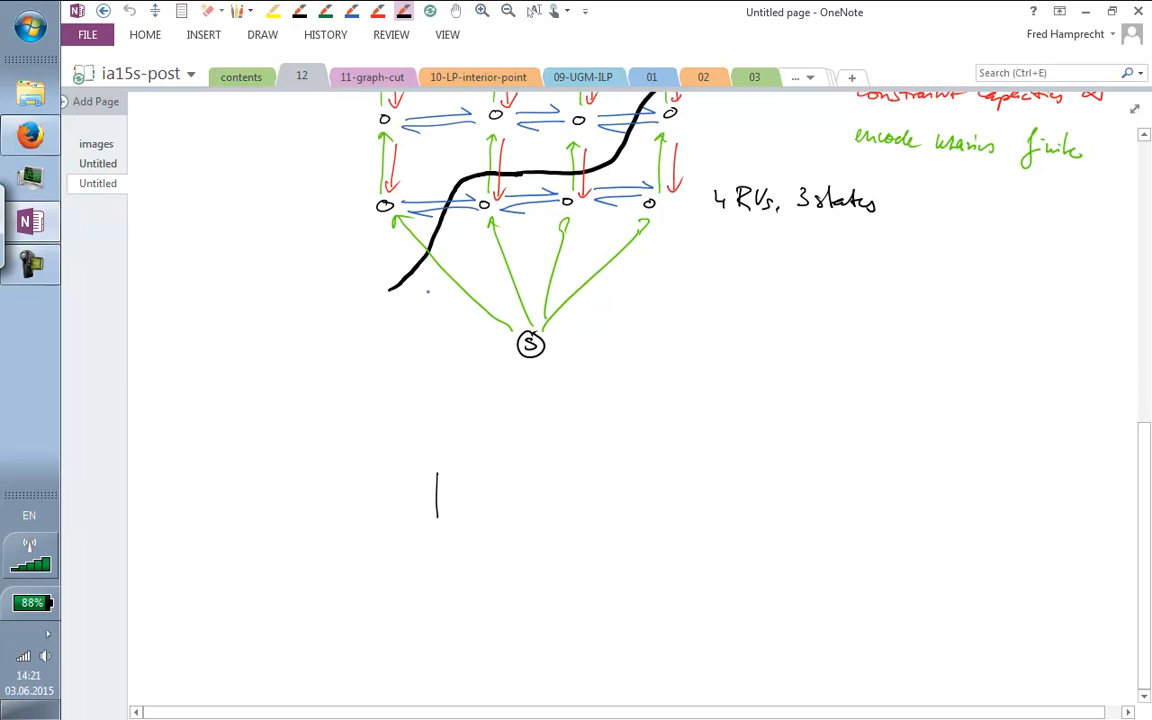 Untitled page - OneNote
FILE HOME INSERT DRAW HISTORY REVIEW VIEW
Fred Hamprecht
ia15s-post
contents 12 11-graph-cut 10-LP-interior-point 09-UGM-ILP 01 02 03 ... +
Search (Ctrl+E)
Add Page
images
Untitled
Untitled
constraint capacities
encode finite
4 RVs, 3 states
S
EN
88%
14:21
03.06.2015